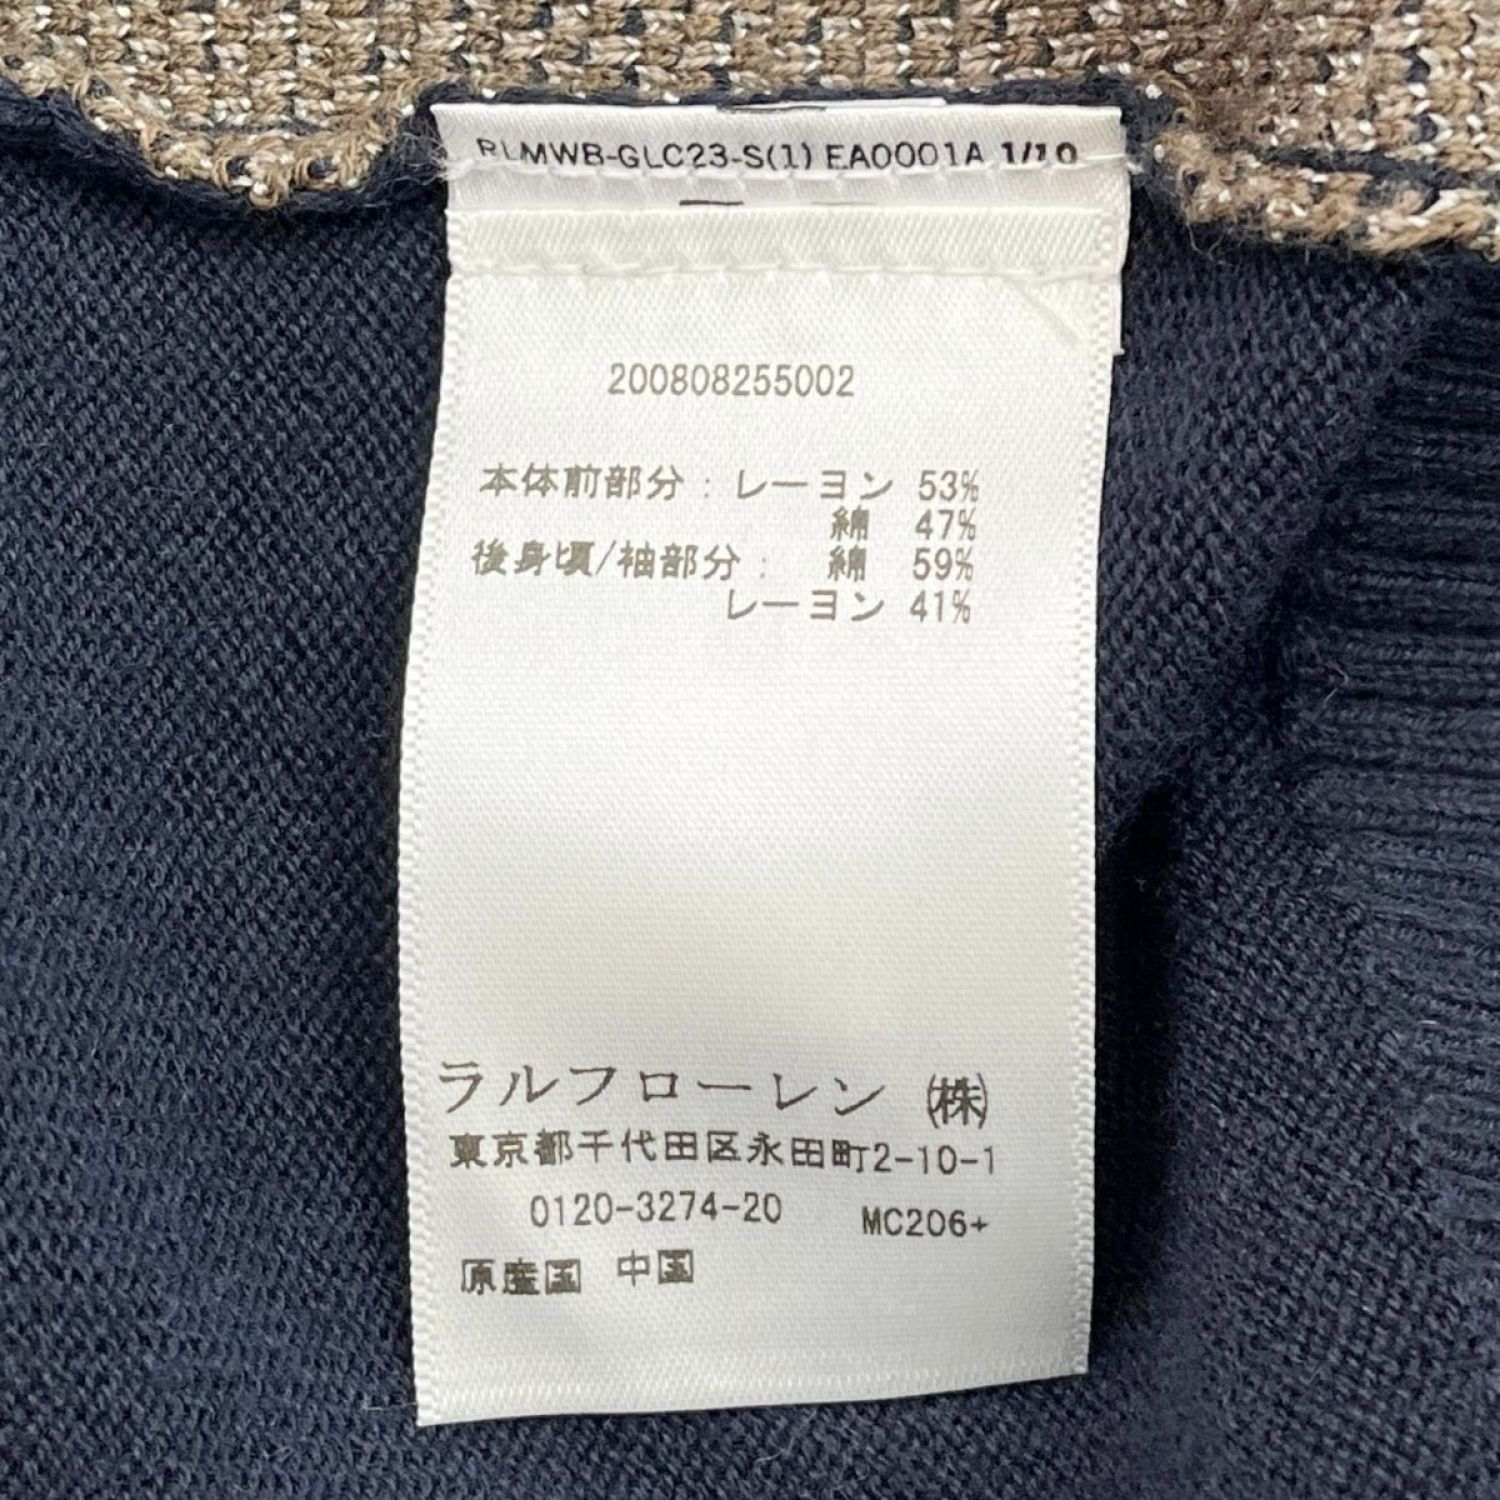 RLMWB-GLC23-S(1) EA0001A 1/10
200808255002
本体前部分: レーヨン 53%
綿 47%
後身頃/袖部分: 綿 59%
レーヨン 41%
ラルフローレン ㈱
東京都千代田区永田町2-10-1
0120-3274-20 MC206+
原産国 中国